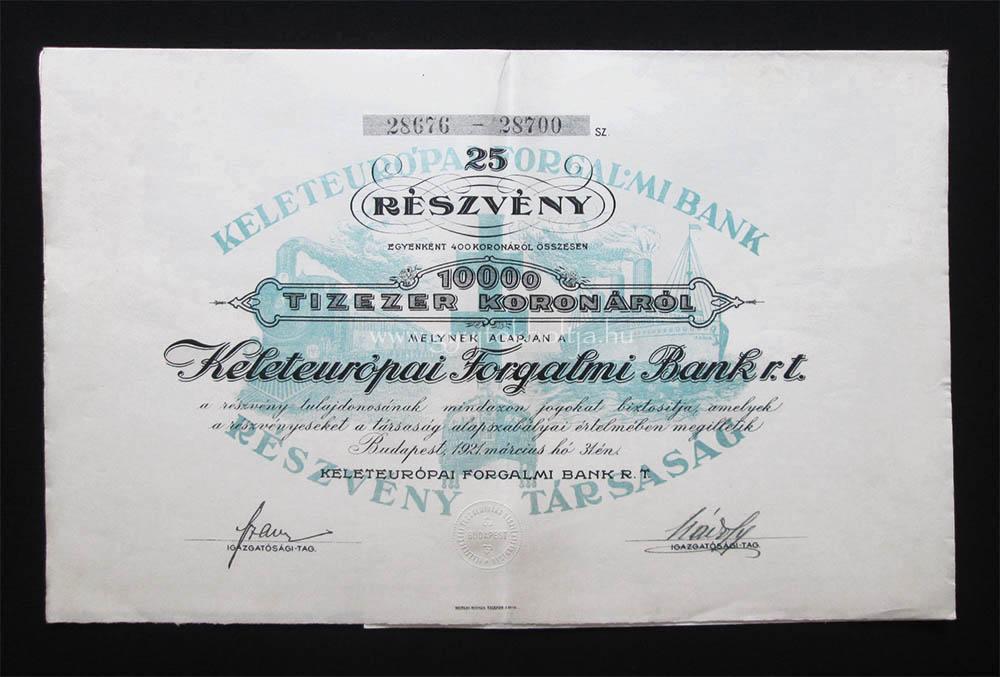 28676 - 28700 SZ.
KELETEURÓPAI FORGALMI BANK
25
RÉSZVÉNY
EGYENKÉNT 400 KORONÁRÓL ÖSSZESEN
10000
TIZEZER KORONÁRÓL
MELYNEK ALAPJÁN A
Keleteurópai Forgalmi Bank r.t.
a részvény tulajdonosának mindazon jogokat biztosítja, amelyek
a részvényeseket a társaság alapszabályai értelmében megilletik
Budapest, 1921 március hó 31én.
RÉSZVÉNY TÁRSASÁG
KELETEURÓPAI FORGALMI BANK R.T.
BUDAPEST
IGAZGATÓSÁGI-TAG.
IGAZGATÓSÁGI-TAG.